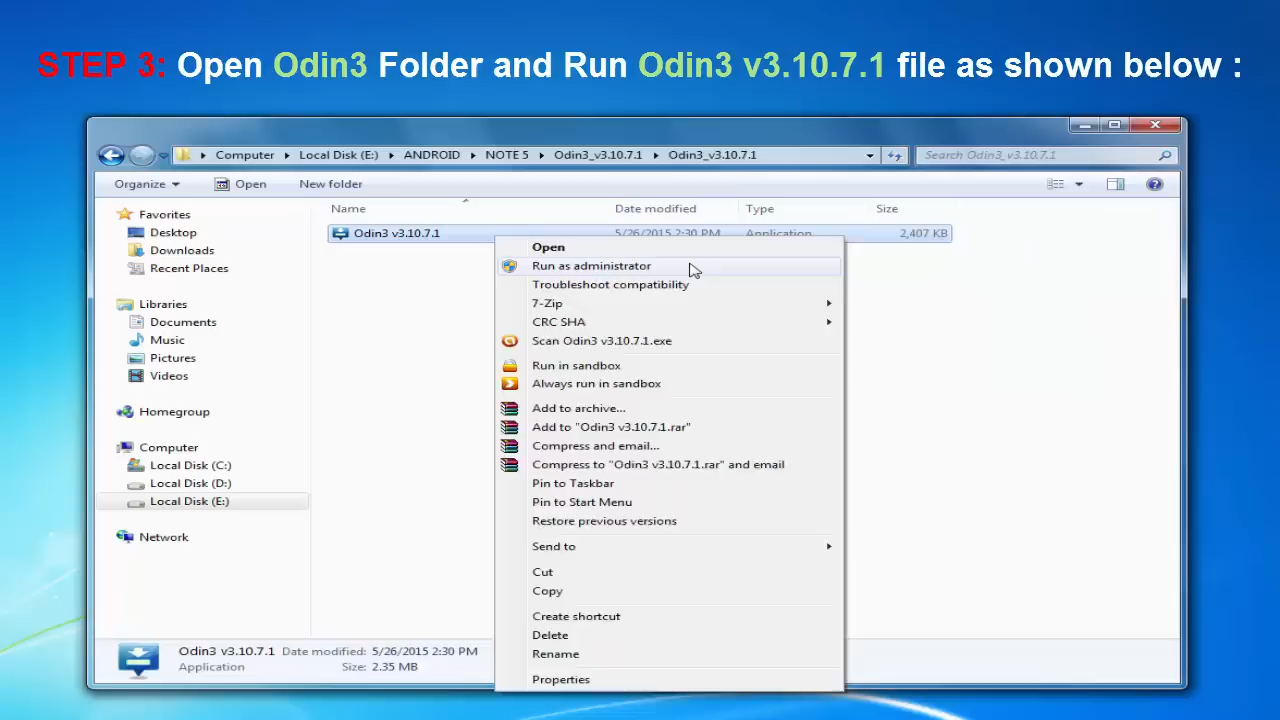 STEP 3: Open Odin3 Folder and Run Odin3 v3.10.7.1 file as shown below :
Computer Local Disk (E:) ANDROID NOTE 5 Odin3_v3.10.7.1 Odin3_v3.10.7.1 Search Odin3_v3.10.7.1
Organize Open New folder
Name Date modified Type Size
Odin3 v3.10.7.1 5/26/2015 2:30 PM Application 2,407 KB
Favorites
Desktop
Downloads
Recent Places
Libraries
Documents
Music
Pictures
Videos
Homegroup
Computer
Local Disk (C:)
Local Disk (D:)
Local Disk (E:)
Network
Open
Run as administrator
Troubleshoot compatibility
7-Zip
CRC SHA
Scan Odin3 v3.10.7.1.exe
Run in sandbox
Always run in sandbox
Add to archive...
Add to "Odin3 v3.10.7.1.rar"
Compress and email...
Compress to "Odin3 v3.10.7.1.rar" and email
Pin to Taskbar
Pin to Start Menu
Restore previous versions
Send to
Cut
Copy
Create shortcut
Delete
Rename
Properties
Odin3 v3.10.7.1 Date modified: 5/26/2015 2:30 PM
Application Size: 2.35 MB